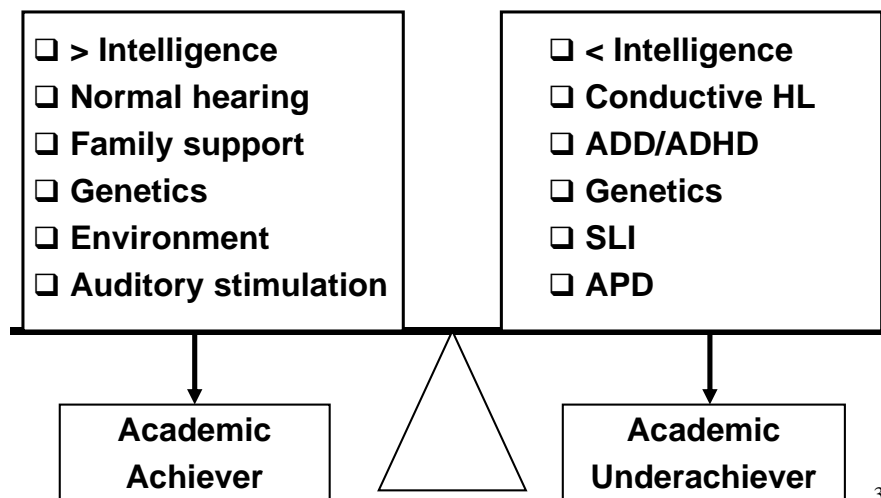 ❑ > Intelligence
❑ Normal hearing
❑ Family support
❑ Genetics
❑ Environment
❑ Auditory stimulation
❑ < Intelligence
❑ Conductive HL
❑ ADD/ADHD
❑ Genetics
❑ SLI
❑ APD
Academic
Achiever
Academic
Underachiever
3